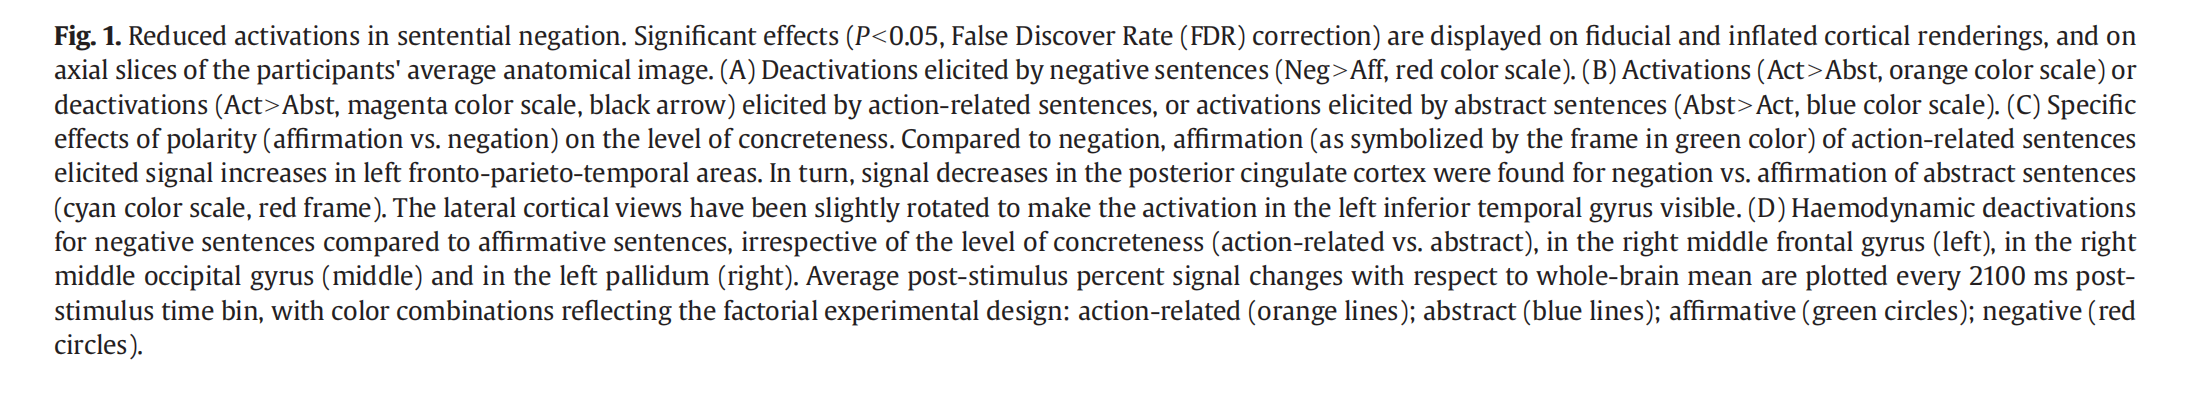 Fig. 1. Reduced activations in sentential negation. Significant effects (P<0.05, False Discover Rate (FDR) correction) are displayed on fiducial and inflated cortical renderings, and on
axial slices of the participants' average anatomical image. (A) Deactivations elicited by negative sentences (Neg>Aff, red color scale). (B) Activations (Act>Abst, orange color scale) or
deactivations (Act>Abst, magenta color scale, black arrow) elicited by action-related sentences, or activations elicited by abstract sentences (Abst>Act, blue color scale). (C) Specific
effects of polarity (affirmation vs. negation) on the level of concreteness. Compared to negation, affirmation (as symbolized by the frame in green color) of action-related sentences
elicited signal increases in left fronto-parieto-temporal areas. In turn, signal decreases in the posterior cingulate cortex were found for negation vs. affirmation of abstract sentences
(cyan color scale, red frame). The lateral cortical views have been slightly rotated to make the activation in the left inferior temporal gyrus visible. (D) Haemodynamic deactivations
for negative sentences compared to affirmative sentences, irrespective of the level of concreteness (action-related vs. abstract), in the right middle frontal gyrus (left), in the right
middle occipital gyrus (middle) and in the left pallidum (right). Average post-stimulus percent signal changes with respect to whole-brain mean are plotted every 2100 ms post-
stimulus time bin, with color combinations reflecting the factorial experimental design: action-related (orange lines); abstract (blue lines); affirmative (green circles); negative (red
circles).